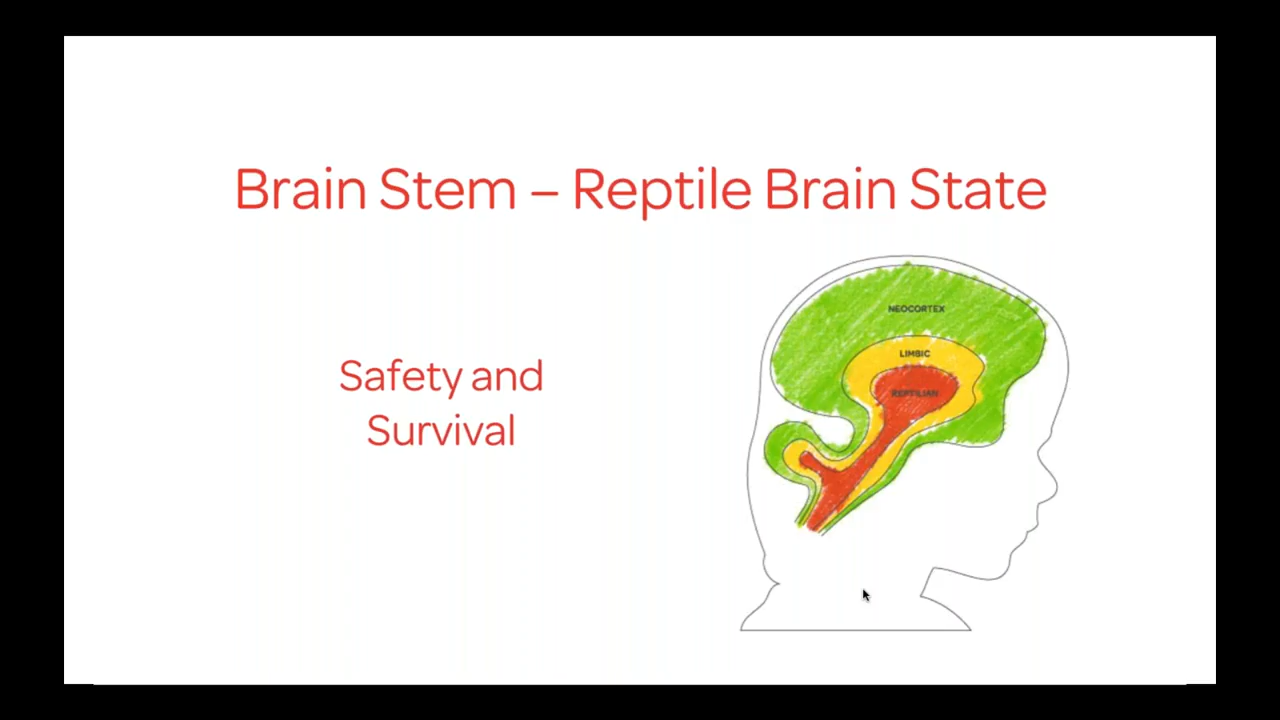 Brain Stem – Reptile Brain State
Safety and
Survival
NEOCORTEX
LIMBIC
REPTILIAN